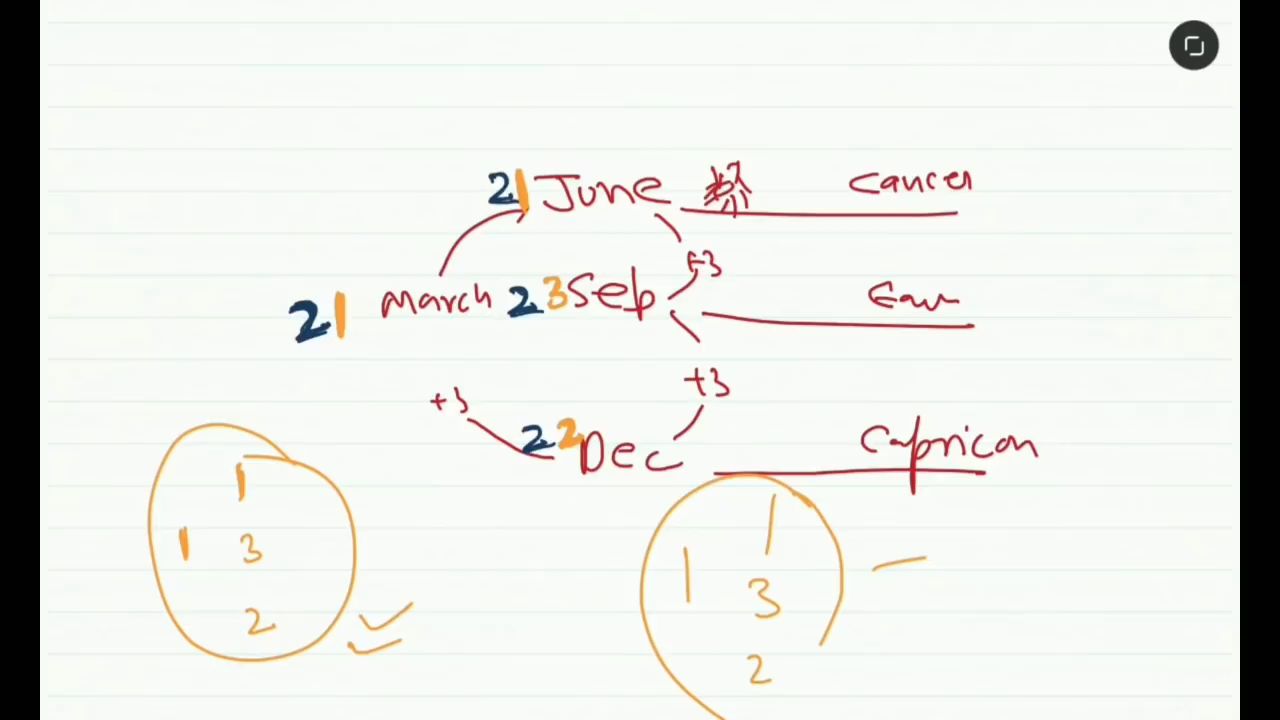 21 June Cancer
21 March 23 Sep +3
+3 +3
22 Dec Capricon
1
1 3
2
1
1 3
2